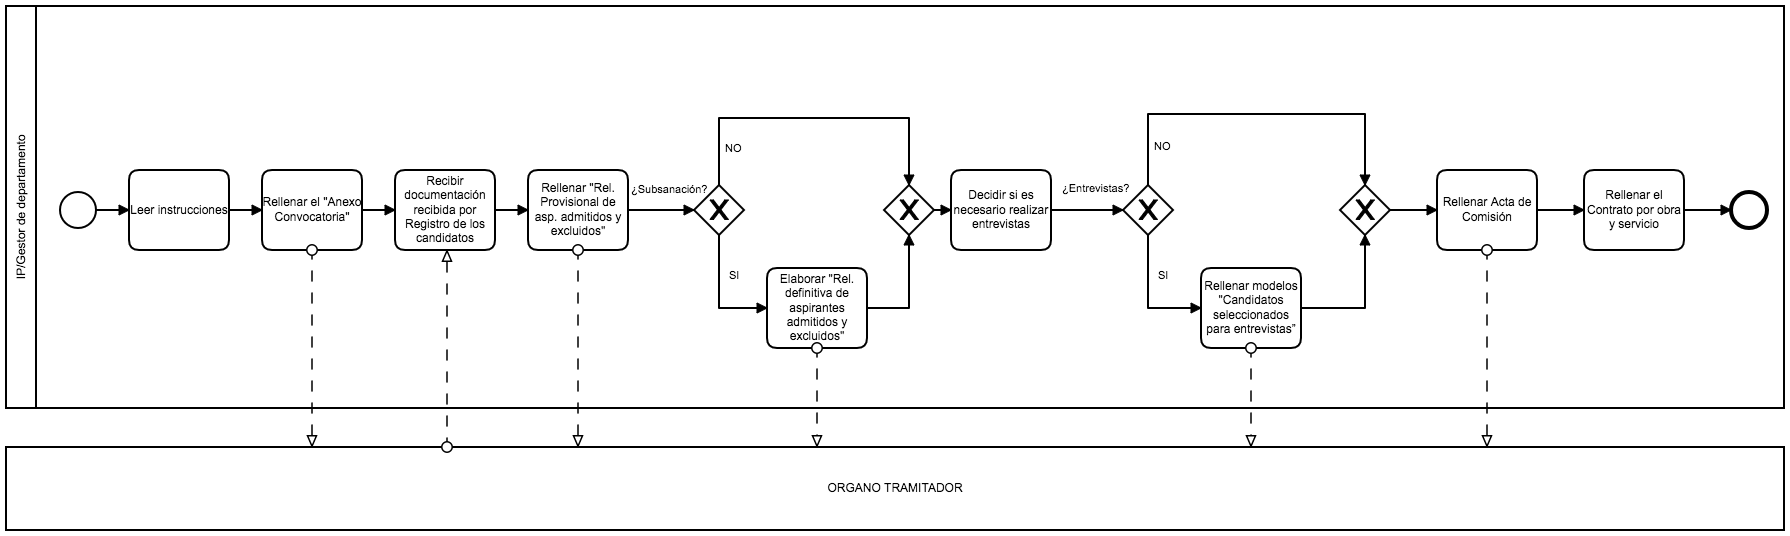 IP/Gestor de departamento
Leer instrucciones
Rellenar el "Anexo
Convocatoria"
Recibir
documentación
recibida por
Registro de los
candidatos
Rellenar "Rel.
Provisional de
asp. admitidos y
excluidos"
¿Subsanación?
NO
SI
Elaborar "Rel.
definitiva de
aspirantes
admitidos y
excluidos"
Decidir si es
necesario realizar
entrevistas
¿Entrevistas?
NO
SI
Rellenar modelos
"Candidatos
seleccionados
para entrevistas"
Rellenar Acta de
Comisión
Rellenar el
Contrato por obra
y servicio
ORGANO TRAMITADOR